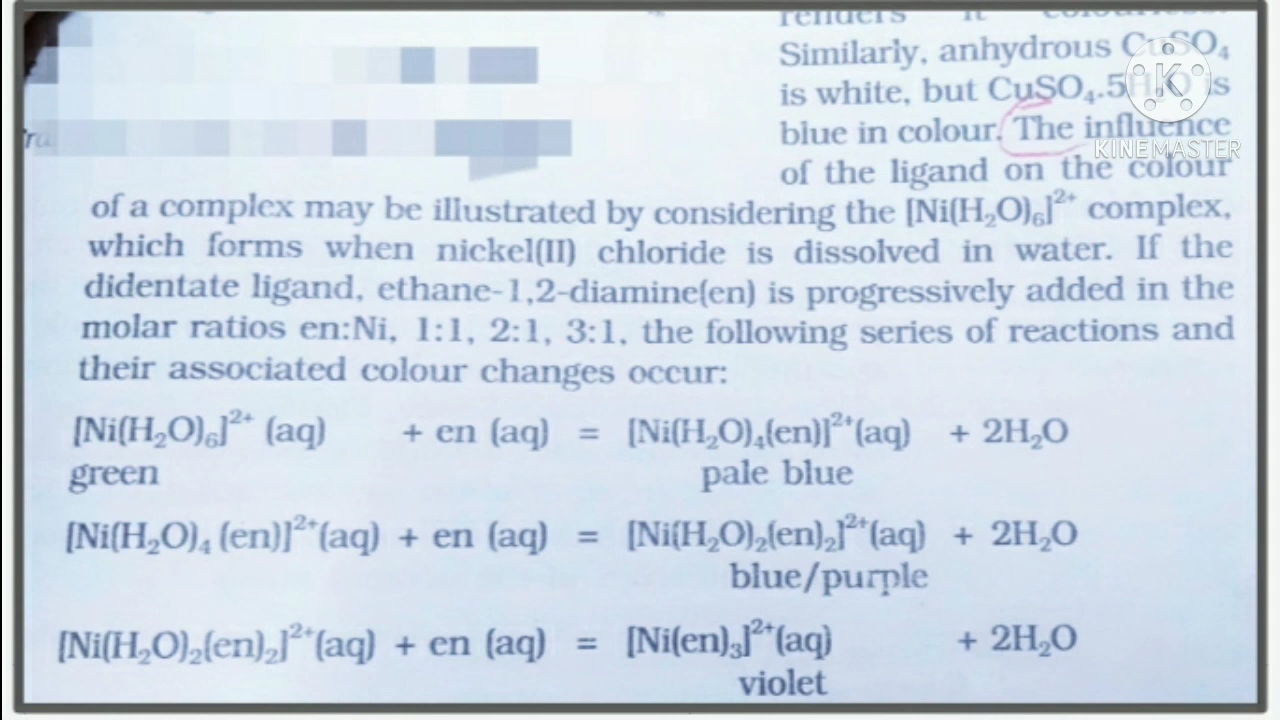 renders it colourless.
Similarly, anhydrous CuSO₄
is white, but CuSO₄.5H₂O is
blue in colour. The influence
KINEMASTER
of the ligand on the colour
of a complex may be illustrated by considering the [Ni(H₂O)₆]²⁺ complex,
which forms when nickel(II) chloride is dissolved in water. If the
didentate ligand, ethane-1,2-diamine(en) is progressively added in the
molar ratios en:Ni, 1:1, 2:1, 3:1, the following series of reactions and
their associated colour changes occur:
[Ni(H₂O)₆]²⁺ (aq) + en (aq) = [Ni(H₂O)₄(en)]²⁺(aq) + 2H₂O
green pale blue
[Ni(H₂O)₄ (en)]²⁺(aq) + en (aq) = [Ni(H₂O)₂(en)₂]²⁺(aq) + 2H₂O
blue/purple
[Ni(H₂O)₂(en)₂]²⁺(aq) + en (aq) = [Ni(en)₃]²⁺(aq) + 2H₂O
violet